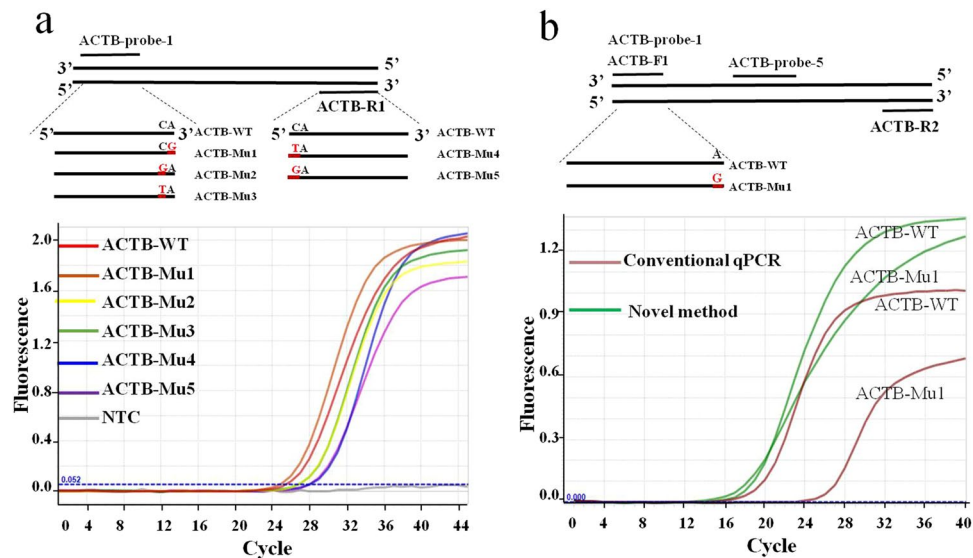 a
ACTB-probe-1
3’ 5’
5’ 3’
ACTB-R1
CA
3’ ACTB-WT
CG ACTB-Mu1
GA ACTB-Mu2
TA ACTB-Mu3
5’ CA 3’ ACTB-WT
TA ACTB-Mu4
GA ACTB-Mu5
2.0
1.6
1.2
0.8
0.4
0.0
Fluorescence
ACTB-WT
ACTB-Mu1
ACTB-Mu2
ACTB-Mu3
ACTB-Mu4
ACTB-Mu5
NTC
0.052
0 4 8 12 16 20 24 28 32 36 40 44
Cycle
b
ACTB-probe-1
ACTB-F1
ACTB-probe-5
3’ 5’
5’ 3’
ACTB-R2
A ACTB-WT
G ACTB-Mu1
1.2
0.9
0.6
0.3
0.0
Fluorescence
Conventional qPCR
Novel method
ACTB-WT
ACTB-Mu1
ACTB-WT
ACTB-Mu1
0.000
0 4 8 12 16 20 24 28 32 36 40
Cycle